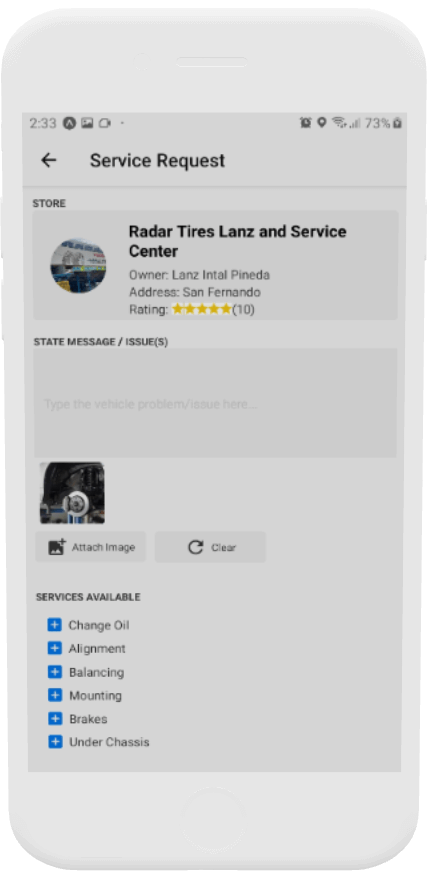 2:33
73%
Service Request
STORE
Radar Tires Lanz and Service
Center
Owner: Lanz Intal Pineda
Address: San Fernando
Rating: ★★★★★(10)
STATE MESSAGE / ISSUE(S)
Type the vehicle problem/issue here...
Attach Image
Clear
SERVICES AVAILABLE
Change Oil
Alignment
Balancing
Mounting
Brakes
Under Chassis